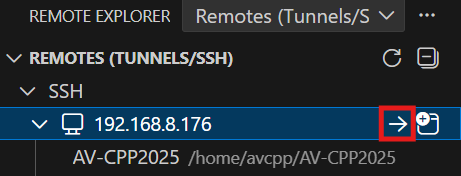 REMOTE EXPLORER Remotes (Tunnels/S
REMOTES (TUNNELS/SSH)
SSH
192.168.8.176
AV-CPP2025 /home/avcpp/AV-CPP2025